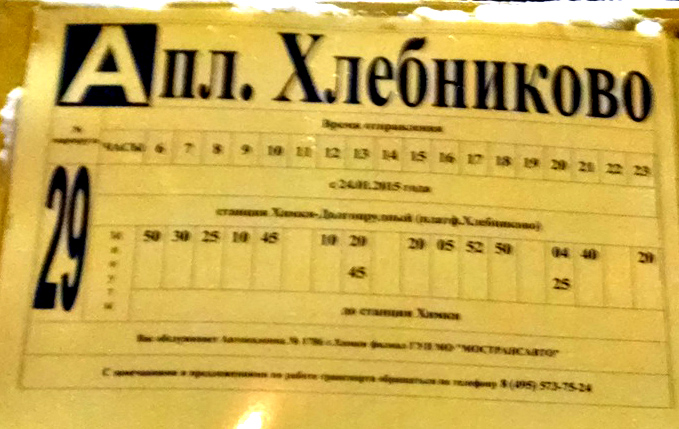 А пл. Хлебниково
Время отправления
№ маршрута
ЧАСЫ 6 7 8 9 10 11 12 13 14 15 16 17 18 19 20 21 22 23
с 24.01.2015 года
29
станция Химки-Долгопрудный (платф.Хлебниково)
минуты
50 30 25 10 45 10 20 20 05 52 50 04 40 20
45 25
до станции Химки
Вас обслуживает Автоколонна № 1786 г.Химки филиал ГУП МО "МОСТРАНСАВТО"
С замечаниями и предложениями по работе транспорта обращаться по телефону 8 (495) 573-75-24